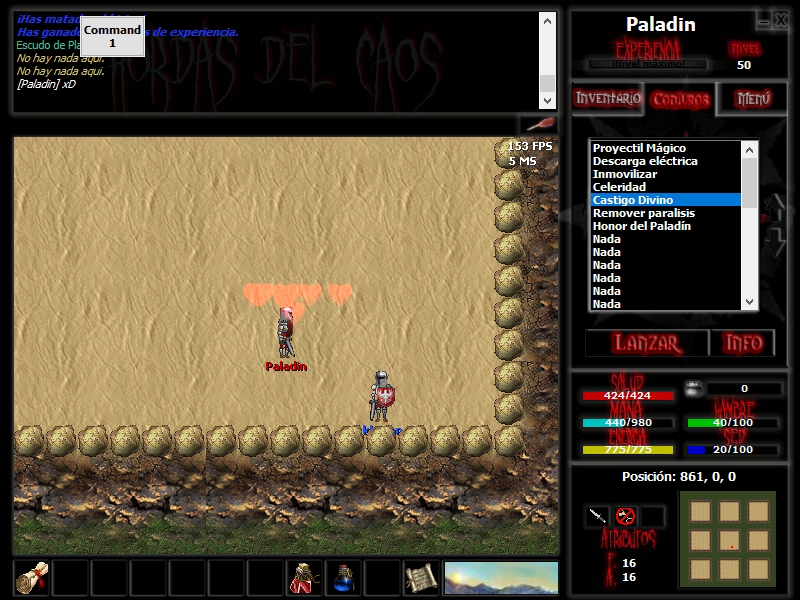 ¡Has matado
Has ganado de experiencia.
Escudo de
No hay nada aquí.
No hay nada aquí.
[Paladin] xD
Command
1
HORDAS DEL CAOS
153 FPS
5 MS
Paladin
Paladin
EXPERIENCIA
¡Nivel máximo!
NIVEL
50
INVENTARIO
CONJUROS
MENÚ
Proyectil Mágico
Descarga eléctrica
Inmovilizar
Celeridad
Castigo Divino
Remover paralisis
Honor del Paladín
Nada
Nada
Nada
Nada
Nada
Nada
LANZAR
INFO
SALUD
424/424
0
MANA
440/980
HAMBRE
40/100
ENERGIA
775/775
SED
20/100
Posición: 861, 0, 0
ATRIBUTOS
F: 16
A: 16